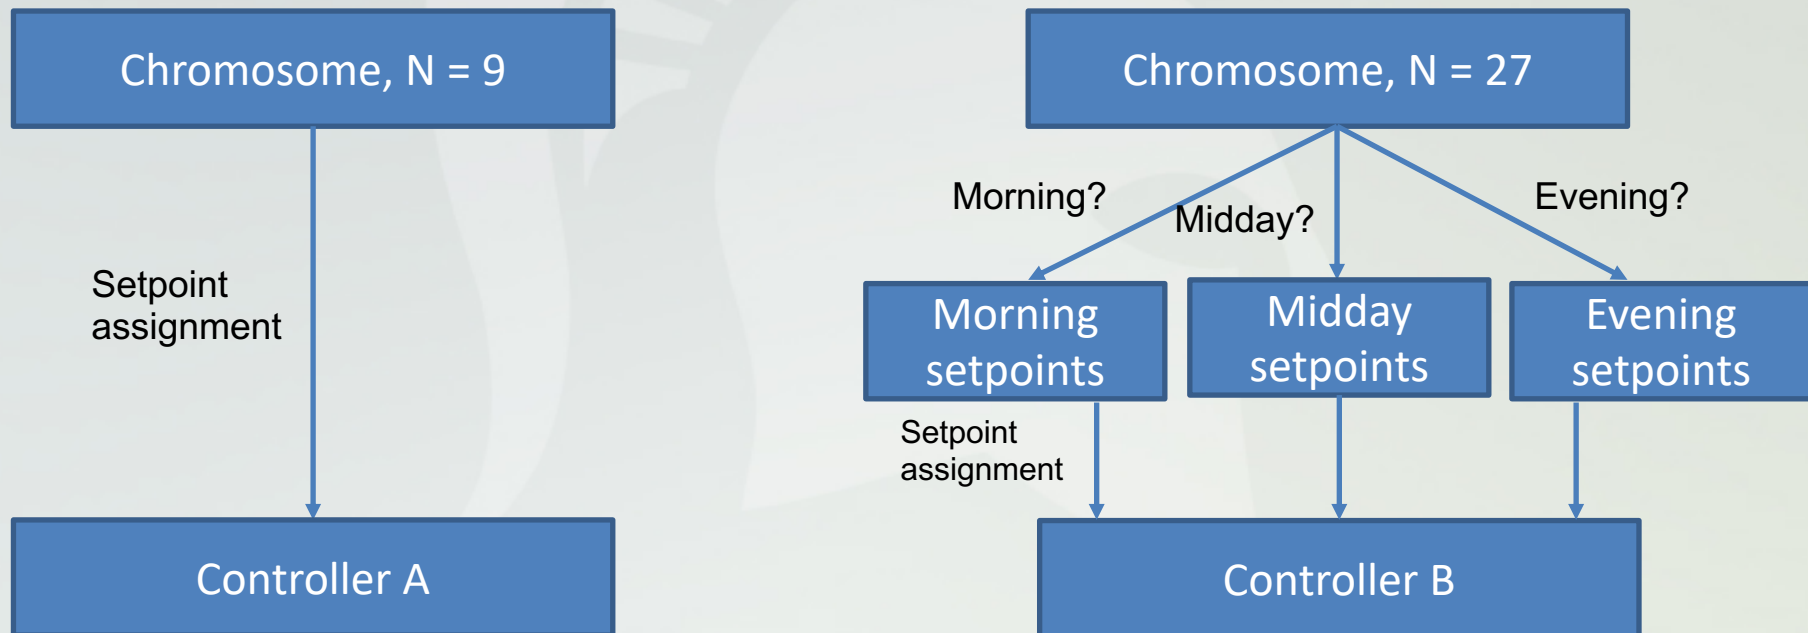 Chromosome, N = 9
Setpoint
assignment
Controller A
Chromosome, N = 27
Morning?
Midday?
Evening?
Morning
setpoints
Midday
setpoints
Evening
setpoints
Setpoint
assignment
Controller B